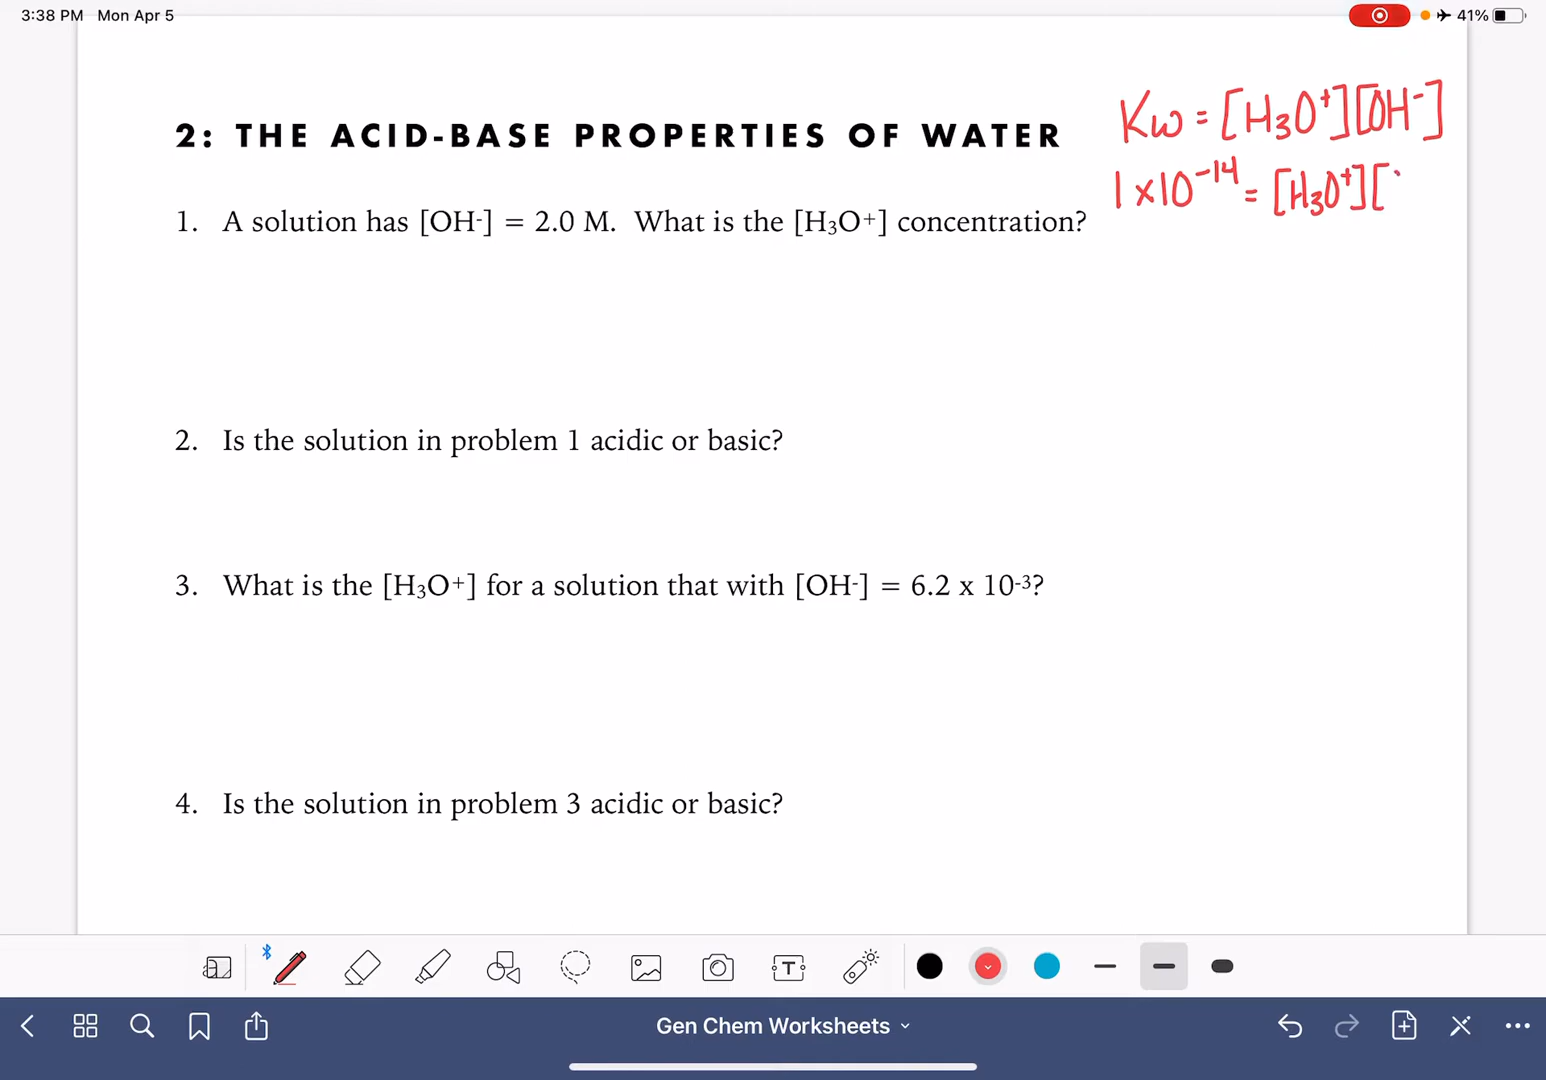 3:38 PM Mon Apr 5
41%
2: THE ACID-BASE PROPERTIES OF WATER
Kw = [H₃O⁺][OH⁻]
1 x 10⁻¹⁴ = [H₃O⁺][
1. A solution has [OH-] = 2.0 M. What is the [H₃O+] concentration?
2. Is the solution in problem 1 acidic or basic?
3. What is the [H₃O+] for a solution that with [OH-] = 6.2 x 10⁻³?
4. Is the solution in problem 3 acidic or basic?
a
T
Gen Chem Worksheets